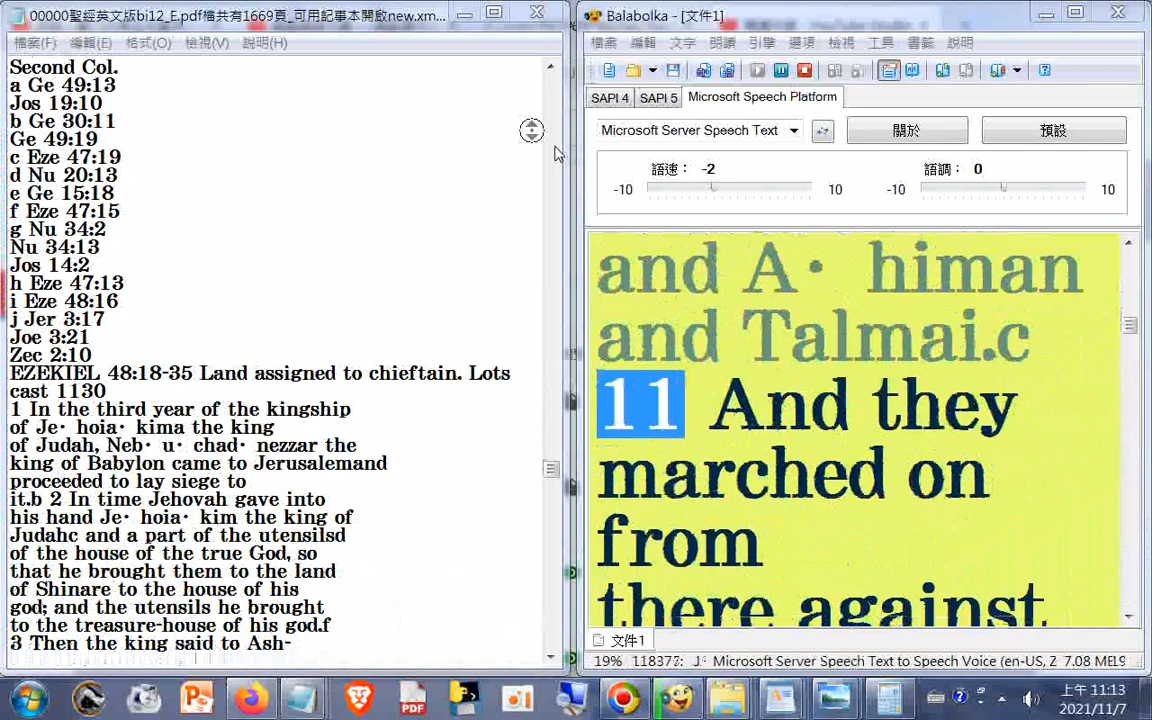 00000聖經英文版bi12_E.pdf檔共有1669頁_可用記事本開啟new.xm...
檔案(F) 編輯(E) 格式(O) 檢視(V) 說明(H)
Second Col.
a Ge 49:13
Jos 19:10
b Ge 30:11
Ge 49:19
c Eze 47:19
d Nu 20:13
e Ge 15:18
f Eze 47:15
g Nu 34:2
Nu 34:13
Jos 14:2
h Eze 47:13
i Eze 48:16
j Jer 3:17
Joe 3:21
Zec 2:10
EZEKIEL 48:18-35 Land assigned to chieftain. Lots
cast 1130
1 In the third year of the kingship
of Je· hoia· kima the king
of Judah, Neb· u· chad· nezzar the
king of Babylon came to Jerusalemand
proceeded to lay siege to
it.b 2 In time Jehovah gave into
his hand Je· hoia· kim the king of
Judahc and a part of the utensilsd
of the house of the true God, so
that he brought them to the land
of Shinare to the house of his
god; and the utensils he brought
to the treasure-house of his god.f
3 Then the king said to Ash-
Balabolka - [文件1]
檔案 編輯 文字 朗讀 引擎 選項 檢視 工具 書籤 說明
SAPI 4 SAPI 5 Microsoft Speech Platform
Microsoft Server Speech Text 關於 預設
語速： -2 語調： 0
-10 10 -10 10
and A· himan
and Talmai.c
11 And they
marched on
from
there against
文件1
19% 118377: Microsoft Server Speech Text to Speech Voice (en-US, 2 7.08 ME
PDF
上午 11:13
2021/11/7